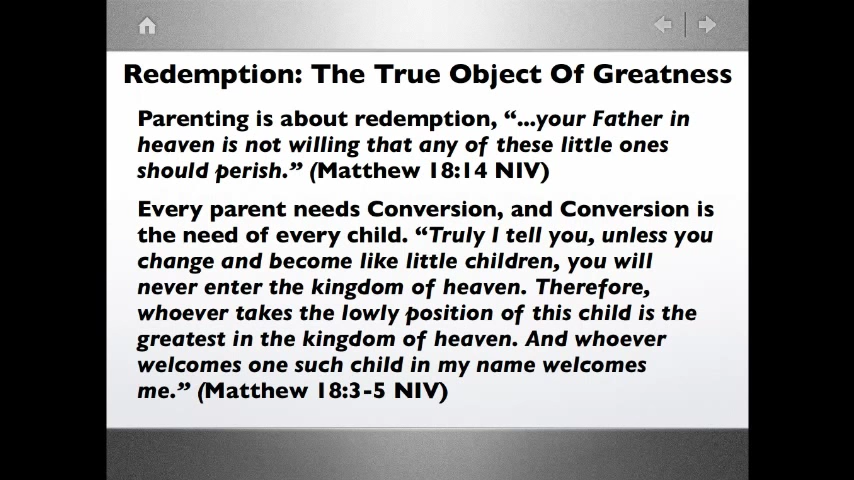 Redemption: The True Object Of Greatness
Parenting is about redemption, “...your Father in
heaven is not willing that any of these little ones
should perish.” (Matthew 18:14 NIV)
Every parent needs Conversion, and Conversion is
the need of every child. “Truly I tell you, unless you
change and become like little children, you will
never enter the kingdom of heaven. Therefore,
whoever takes the lowly position of this child is the
greatest in the kingdom of heaven. And whoever
welcomes one such child in my name welcomes
me.” (Matthew 18:3-5 NIV)